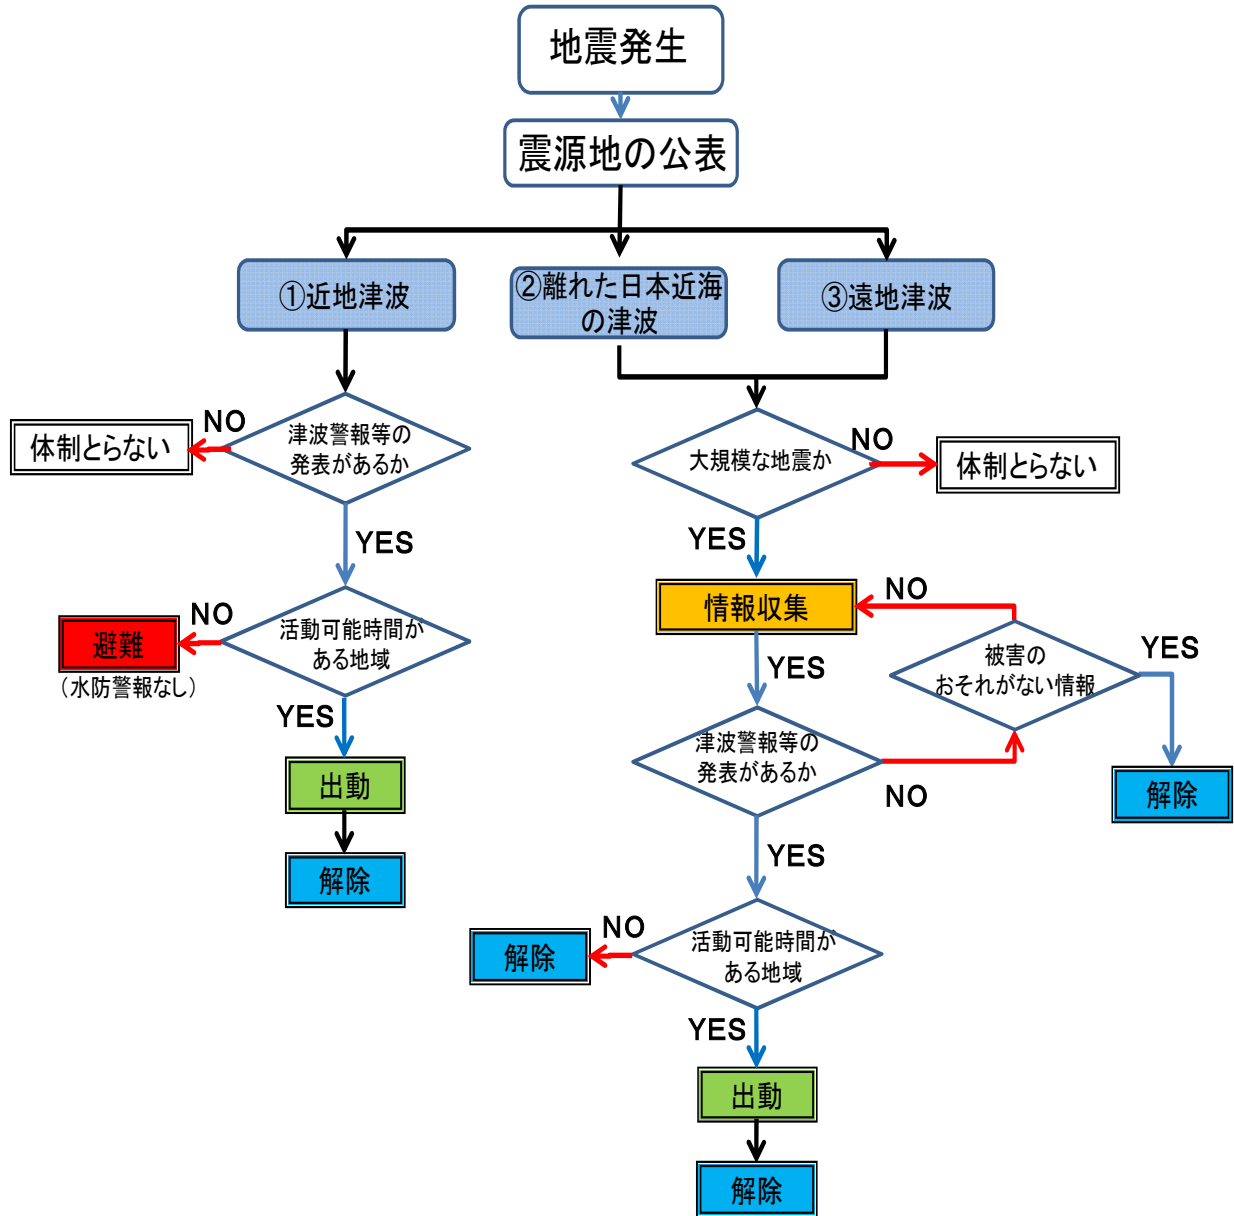 地震発生
震源地の公表
①近地津波
②離れた日本近海
の津波
③遠地津波
NO
体制とらない
津波警報等の
発表があるか
YES
NO
避難
（水防警報なし）
活動可能時間が
ある地域
YES
出動
解除
大規模な地震か
NO
体制とらない
YES
情報収集
NO
YES
被害の
おそれがない情報
YES
解除
津波警報等の
発表があるか
NO
YES
NO
解除
活動可能時間が
ある地域
YES
出動
解除